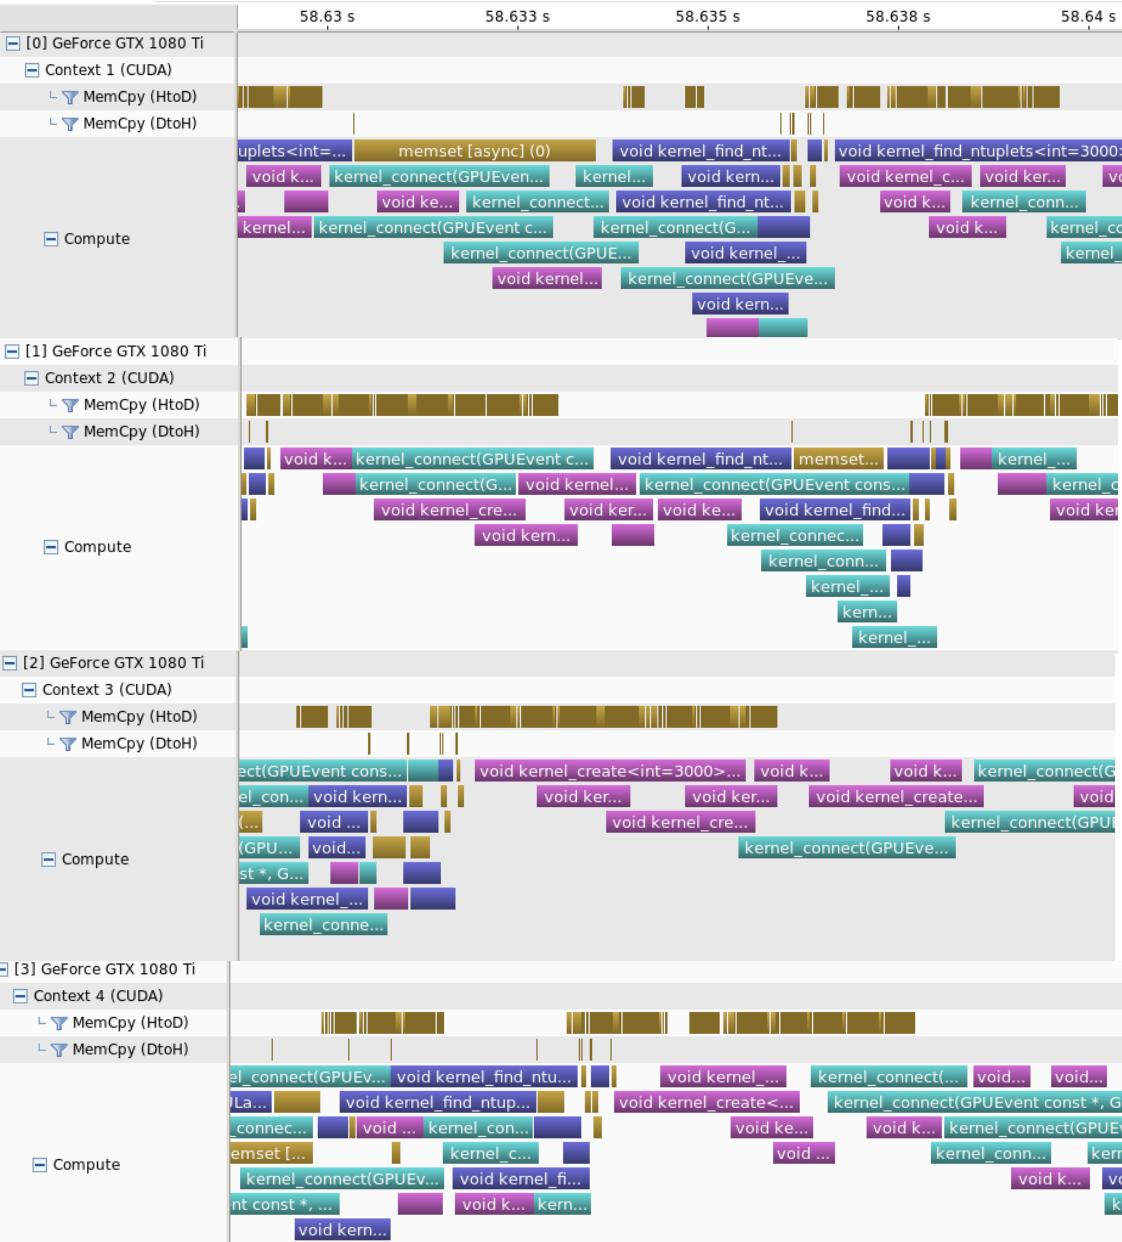 58.63 s 58.633 s 58.635 s 58.638 s 58.64 s
[0] GeForce GTX 1080 Ti
Context 1 (CUDA)
MemCpy (HtoD)
MemCpy (DtoH)
uplets<int=... memset [async] (0) void kernel_find_nt... void kernel_find_ntuplets<int=3000>
void k... kernel_connect(GPUEven... kernel... void kern... void kernel_c... void ker... vo
void ke... kernel_connect... void kernel_find_nt... void k... kernel_conn...
kernel... kernel_connect(GPUEvent c... kernel_connect(G... void k... kernel_cc
Compute
kernel_connect(GPUE... void kernel_... kernel_
void kernel... kernel_connect(GPUEve...
void kern...
[1] GeForce GTX 1080 Ti
Context 2 (CUDA)
MemCpy (HtoD)
MemCpy (DtoH)
void k... kernel_connect(GPUEvent c... void kernel_find_nt... memset... kernel_...
kernel_connect(G... void kernel... kernel_connect(GPUEvent cons... kernel_c
void kernel_cre... void ker... void ke... void kernel_find... void ker
void kern... kernel_connec...
Compute
kernel_conn...
kernel_...
kern...
kernel_...
[2] GeForce GTX 1080 Ti
Context 3 (CUDA)
MemCpy (HtoD)
MemCpy (DtoH)
ect(GPUEvent cons... void kernel_create<int=3000>... void k... void k... kernel_connect(G
el_con... void kern... void ker... void ker... void kernel_create... void
(... void ... void kernel_cre... kernel_connect(GPUE
(GPU... void... kernel_connect(GPUEve...
Compute
st *, G...
void kernel_...
kernel_conne...
[3] GeForce GTX 1080 Ti
Context 4 (CUDA)
MemCpy (HtoD)
MemCpy (DtoH)
el_connect(GPUEv... void kernel_find_ntu... void kernel_... kernel_connect(... void... void...
La... void kernel_find_ntup... void kernel_create<... kernel_connect(GPUEvent const *, G
_connec... void ... kernel_con... void ke... void k... kernel_connect(GPUE
emset [... kernel_c... void ... kernel_conn... kern
Compute
kernel_connect(GPUEv... void kernel_fi... void k... vo
nt const *, ... void k... kern... k
void kern...